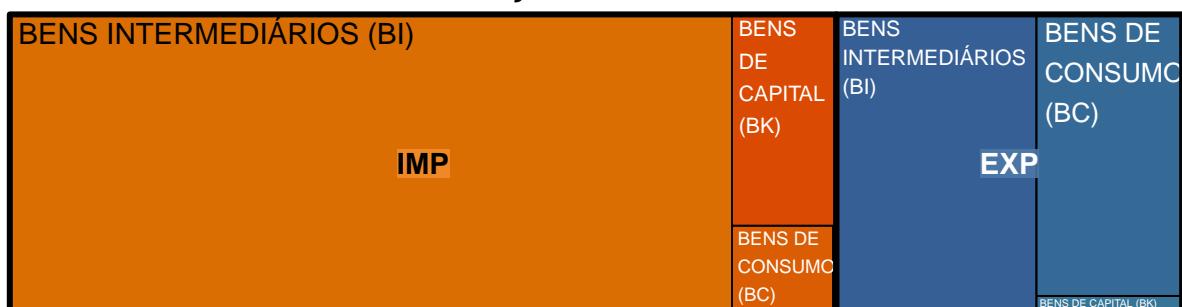 BENS INTERMEDIÁRIOS (BI)
IMP
BENS
DE
CAPITAL
(BK)
BENS DE
CONSUMO
(BC)
BENS
INTERMEDIÁRIOS
(BI)
EXP
BENS DE
CONSUMO
(BC)
BENS DE CAPITAL (BK)